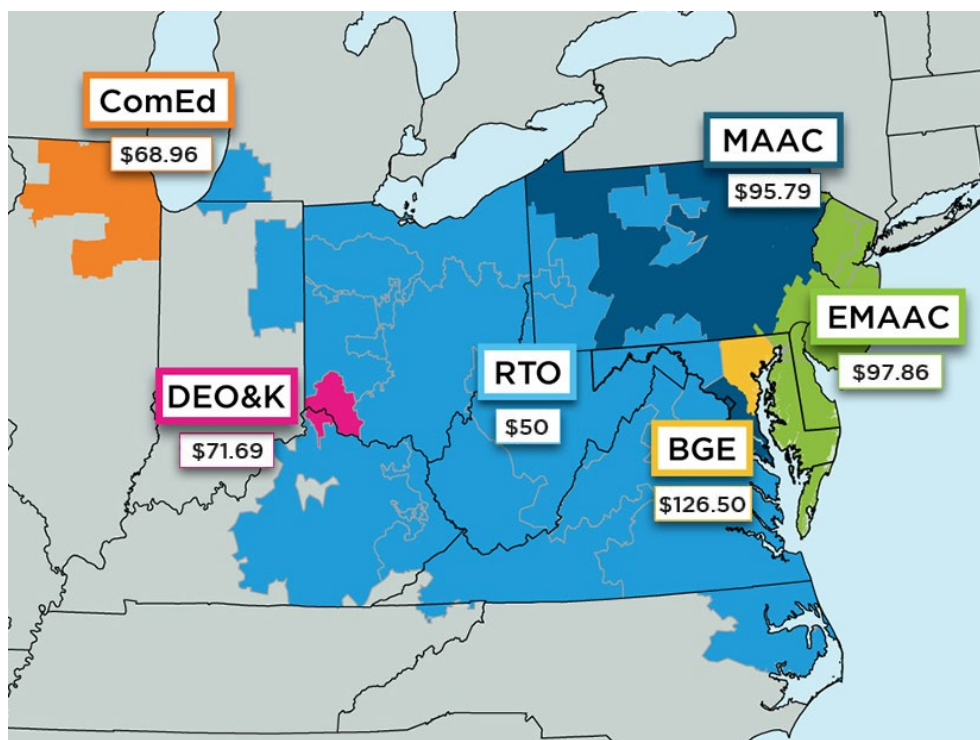 ComEd
$68.96
MAAC
$95.79
EMAAC
$97.86
RTO
$50
DEO&K
$71.69
BGE
$126.50